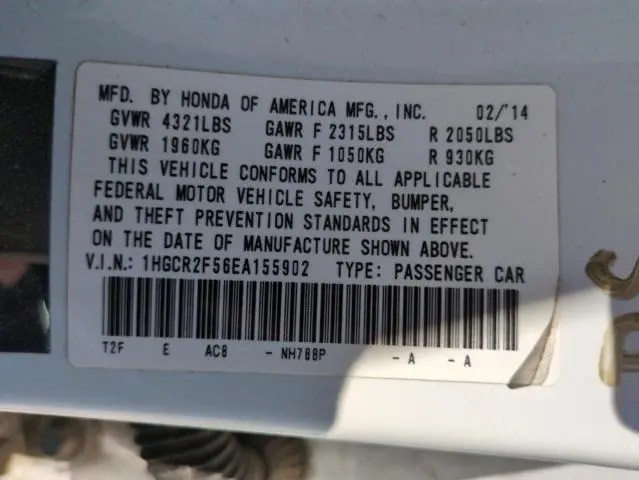 MFD. BY HONDA OF AMERICA MFG., INC. 02/'14
GVWR 4321LBS GAWR F 2315LBS R 2050LBS
GVWR 1960KG GAWR F 1050KG R 930KG
THIS VEHICLE CONFORMS TO ALL APPLICABLE
FEDERAL MOTOR VEHICLE SAFETY, BUMPER,
AND THEFT PREVENTION STANDARDS IN EFFECT
ON THE DATE OF MANUFACTURE SHOWN ABOVE.
V.I.N.: 1HGCR2F56EA155902 TYPE: PASSENGER CAR
T2F E AC8 - NH788P - A - A